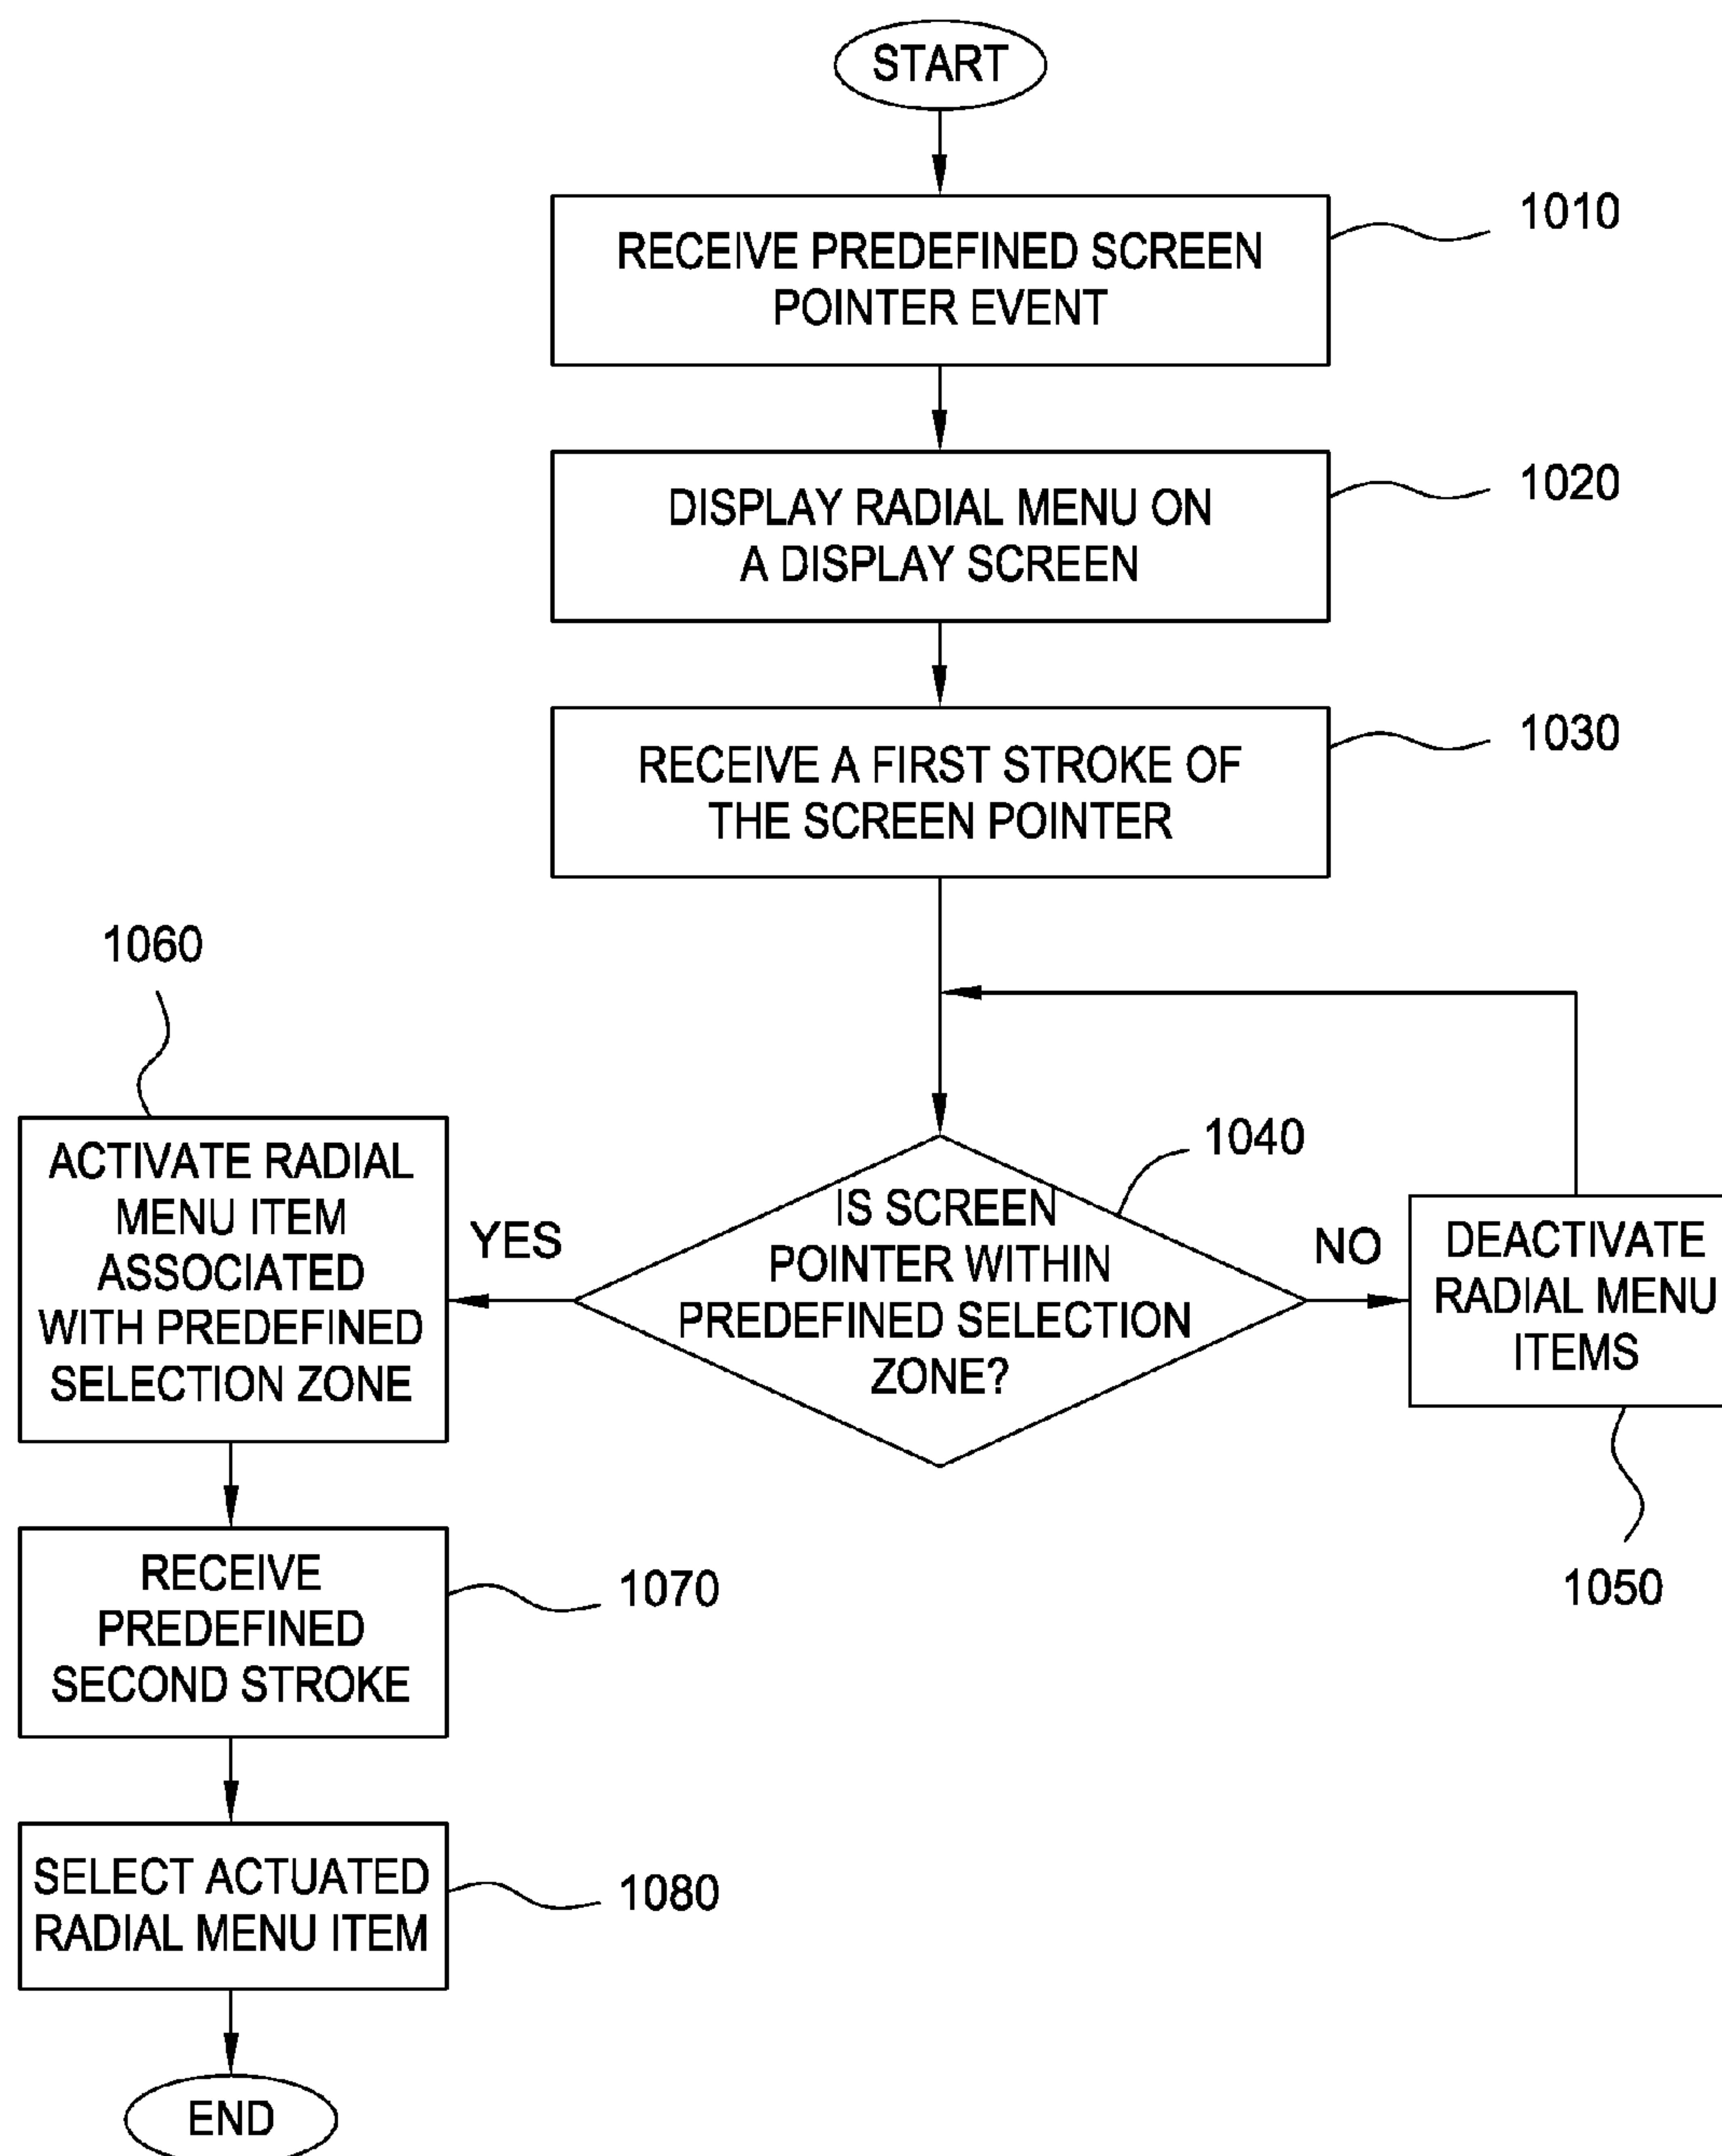 START
RECEIVE PREDEFINED SCREEN
POINTER EVENT
1010
DISPLAY RADIAL MENU ON
A DISPLAY SCREEN
1020
RECEIVE A FIRST STROKE OF
THE SCREEN POINTER
1030
IS SCREEN
POINTER WITHIN
PREDEFINED SELECTION
ZONE?
1040
NO
DEACTIVATE
RADIAL MENU
ITEMS
1050
YES
1060
ACTIVATE RADIAL
MENU ITEM
ASSOCIATED
WITH PREDEFINED
SELECTION ZONE
RECEIVE
PREDEFINED
SECOND STROKE
1070
SELECT ACTUATED
RADIAL MENU ITEM
1080
END